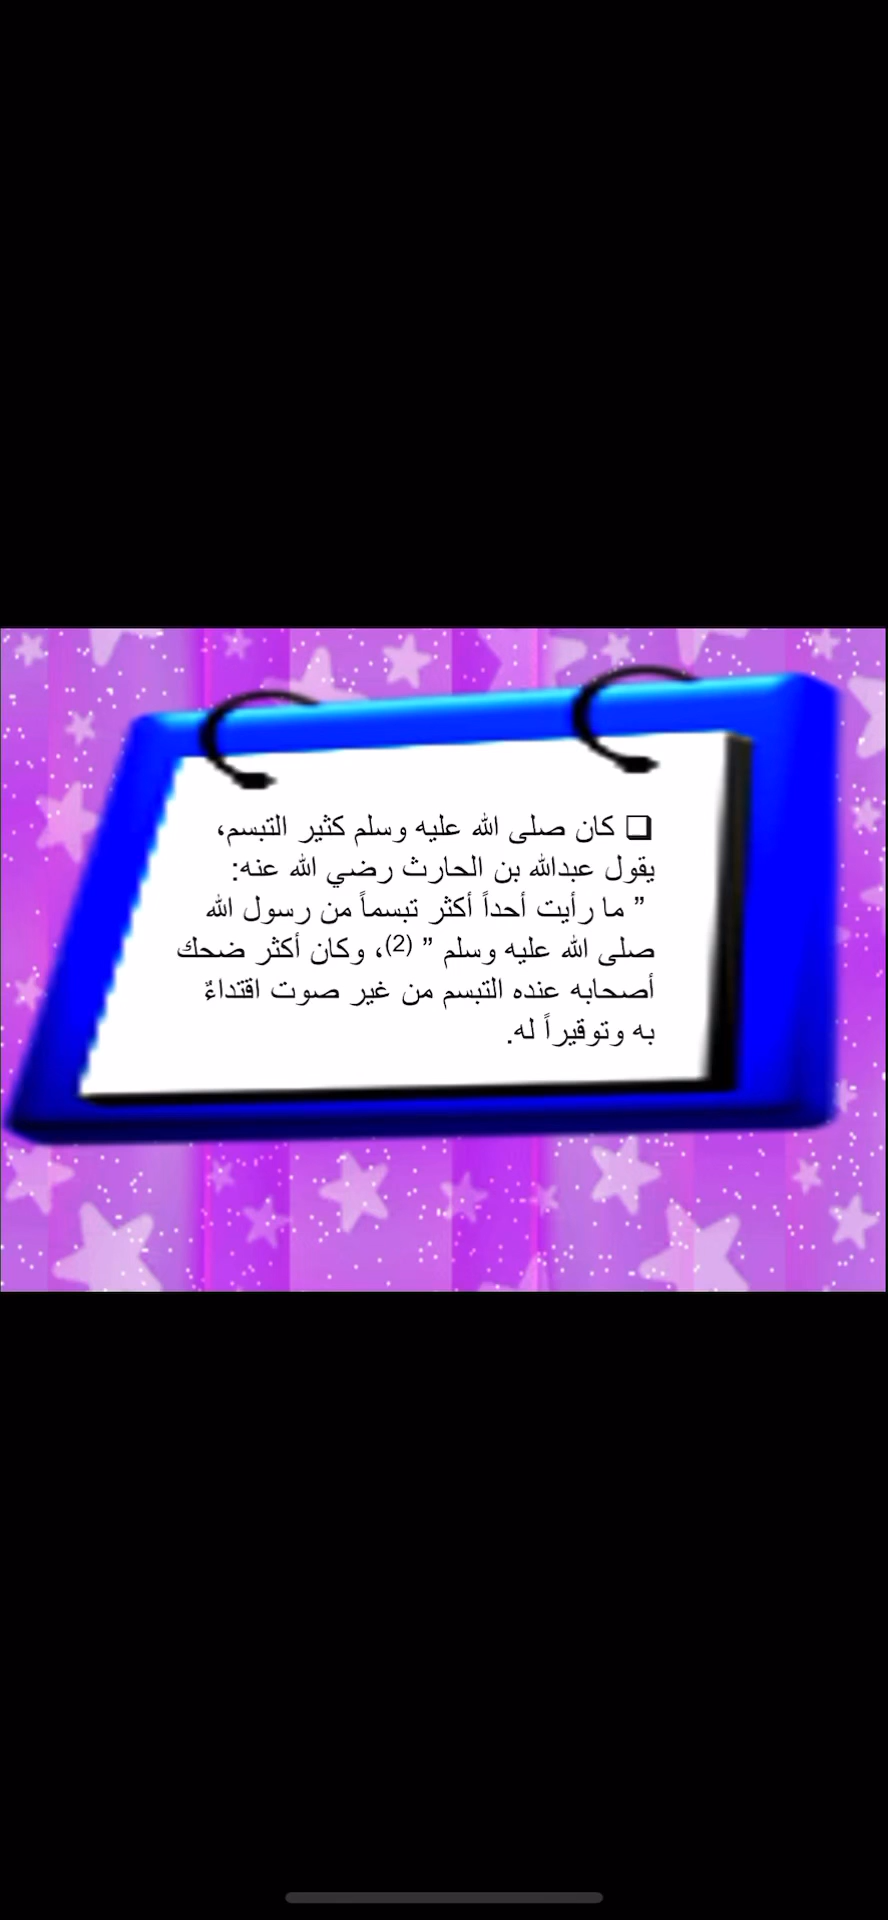 ❑ كان صلى الله عليه وسلم كثير التبسم،
يقول عبدالله بن الحارث رضي الله عنه:
” ما رأيت أحداً أكثر تبسماً من رسول الله
صلى الله عليه وسلم ” (2)، وكان أكثر ضحك
أصحابه عنده التبسم من غير صوت اقتداءٌ
به وتوقيراً له.